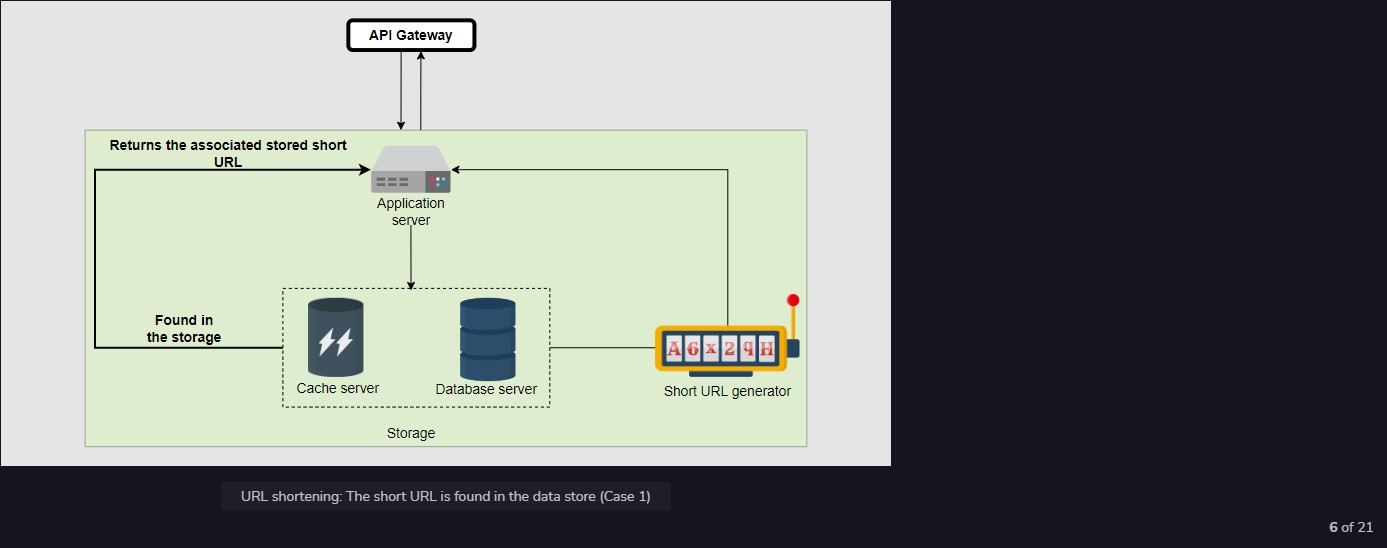 API Gateway
Returns the associated stored short
URL
Application
server
Found in
the storage
Cache server
Database server
A6x29H
Short URL generator
Storage
URL shortening: The short URL is found in the data store (Case 1)
6 of 21